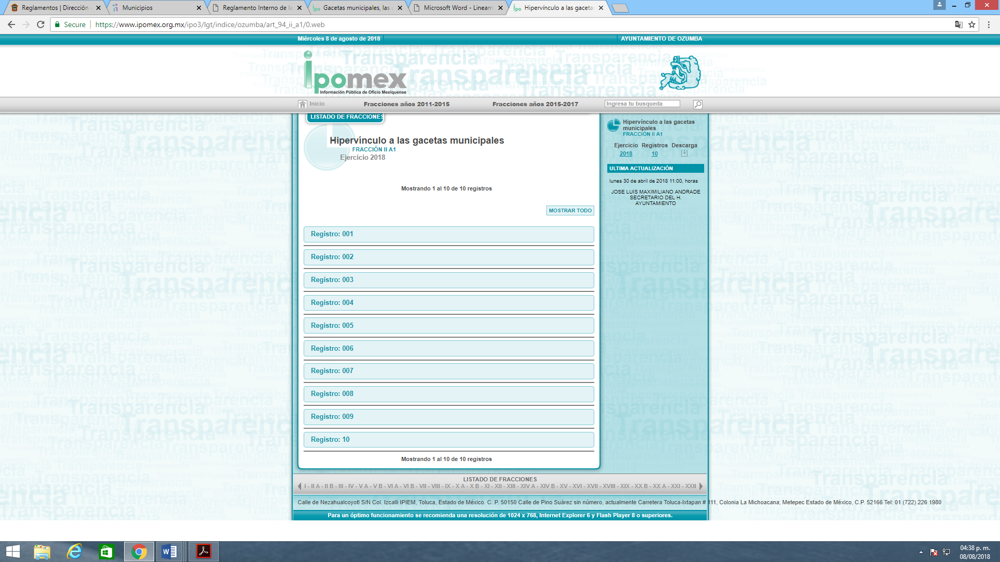 Reglamentos | Dirección
Municipios
Reglamento Interno de la
Gacetas municipales, las
Microsoft Word - Lineam
Hipervínculo a las gaceta
Secure
https://www.ipomex.org.mx/ipo3/lgt/indice/ozumba/art_94_ii_a1/0.web
Miércoles 8 de agosto de 2018
AYUNTAMIENTO DE OZUMBA
Transparencia
ipomex
Información Pública de Oficio Mexiquense
Inicio
Fracciones años 2011-2015
Fracciones años 2015-2017
Ingresa tu busqueda
LISTADO DE FRACCIONES
Hipervínculo a las gacetas municipales
FRACCIÓN II A1
Ejercicio 2018
Mostrando 1 al 10 de 10 registros
MOSTRAR TODO
Registro: 001
Registro: 002
Registro: 003
Registro: 004
Registro: 005
Registro: 006
Registro: 007
Registro: 008
Registro: 009
Registro: 10
Mostrando 1 al 10 de 10 registros
Hipervínculo a las gacetas
municipales
FRACCIÓN II A1
Ejercicio Registros Descarga
2018 10
ULTIMA ACTUALIZACIÓN
lunes 30 de abril de 2018 11:00, horas
JOSE LUIS MAXIMILIANO ANDRADE
SECRETARIO DEL H.
AYUNTAMIENTO
LISTADO DE FRACCIONES
I - II A - II B - III - IV - V A - V B - VI A - VI B - VII - VIII - IX - X A - X B - XI - XII - XIII - XIV A - XIV B - XV - XVI - XVII - XVIII - XIX - XX B - XX A - XXI - XXII
Calle de Nezahualcoyotl S/N Col. Izcalli IPIEM, Toluca, Estado de México. C. P. 50150 Calle de Pino Suárez sin número, actualmente Carretera Toluca-Ixtapan # 111, Colonia La Michoacana; Metepec Estado de México, C.P. 52166 Tel: 01 (722) 226 1980
Para un óptimo funcionamiento se recomienda una resolución de 1024 x 768, Internet Explorer 6 y Flash Player 8 o superiores.
04:38 p. m.
08/08/2018